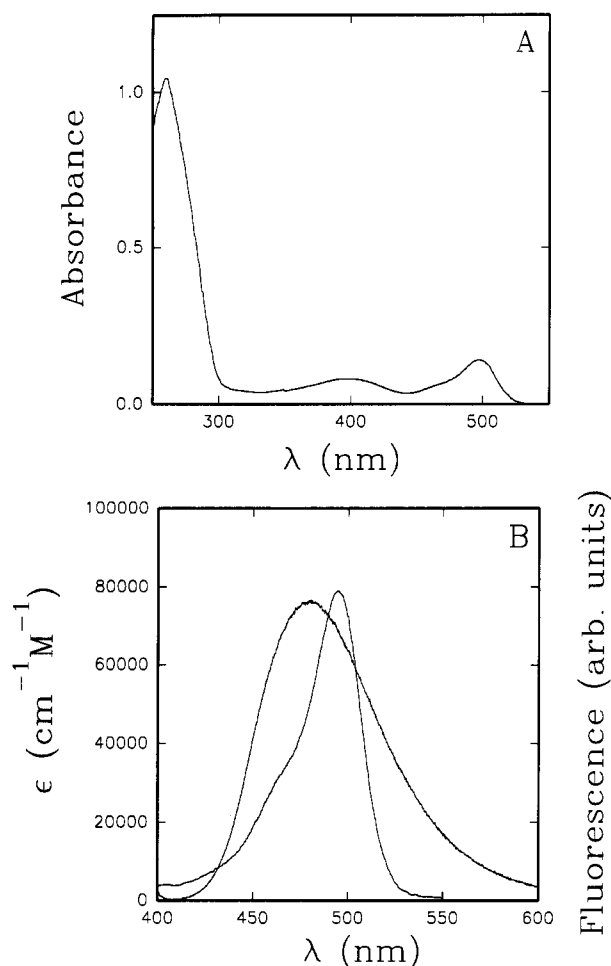 A
Absorbance
1.0
0.5
0.0
300 400 500
λ (nm)
B
ϵ (cm⁻¹M⁻¹)
100000
80000
60000
40000
20000
0
400 450 500 550 600
λ (nm)
Fluorescence (arb. units)